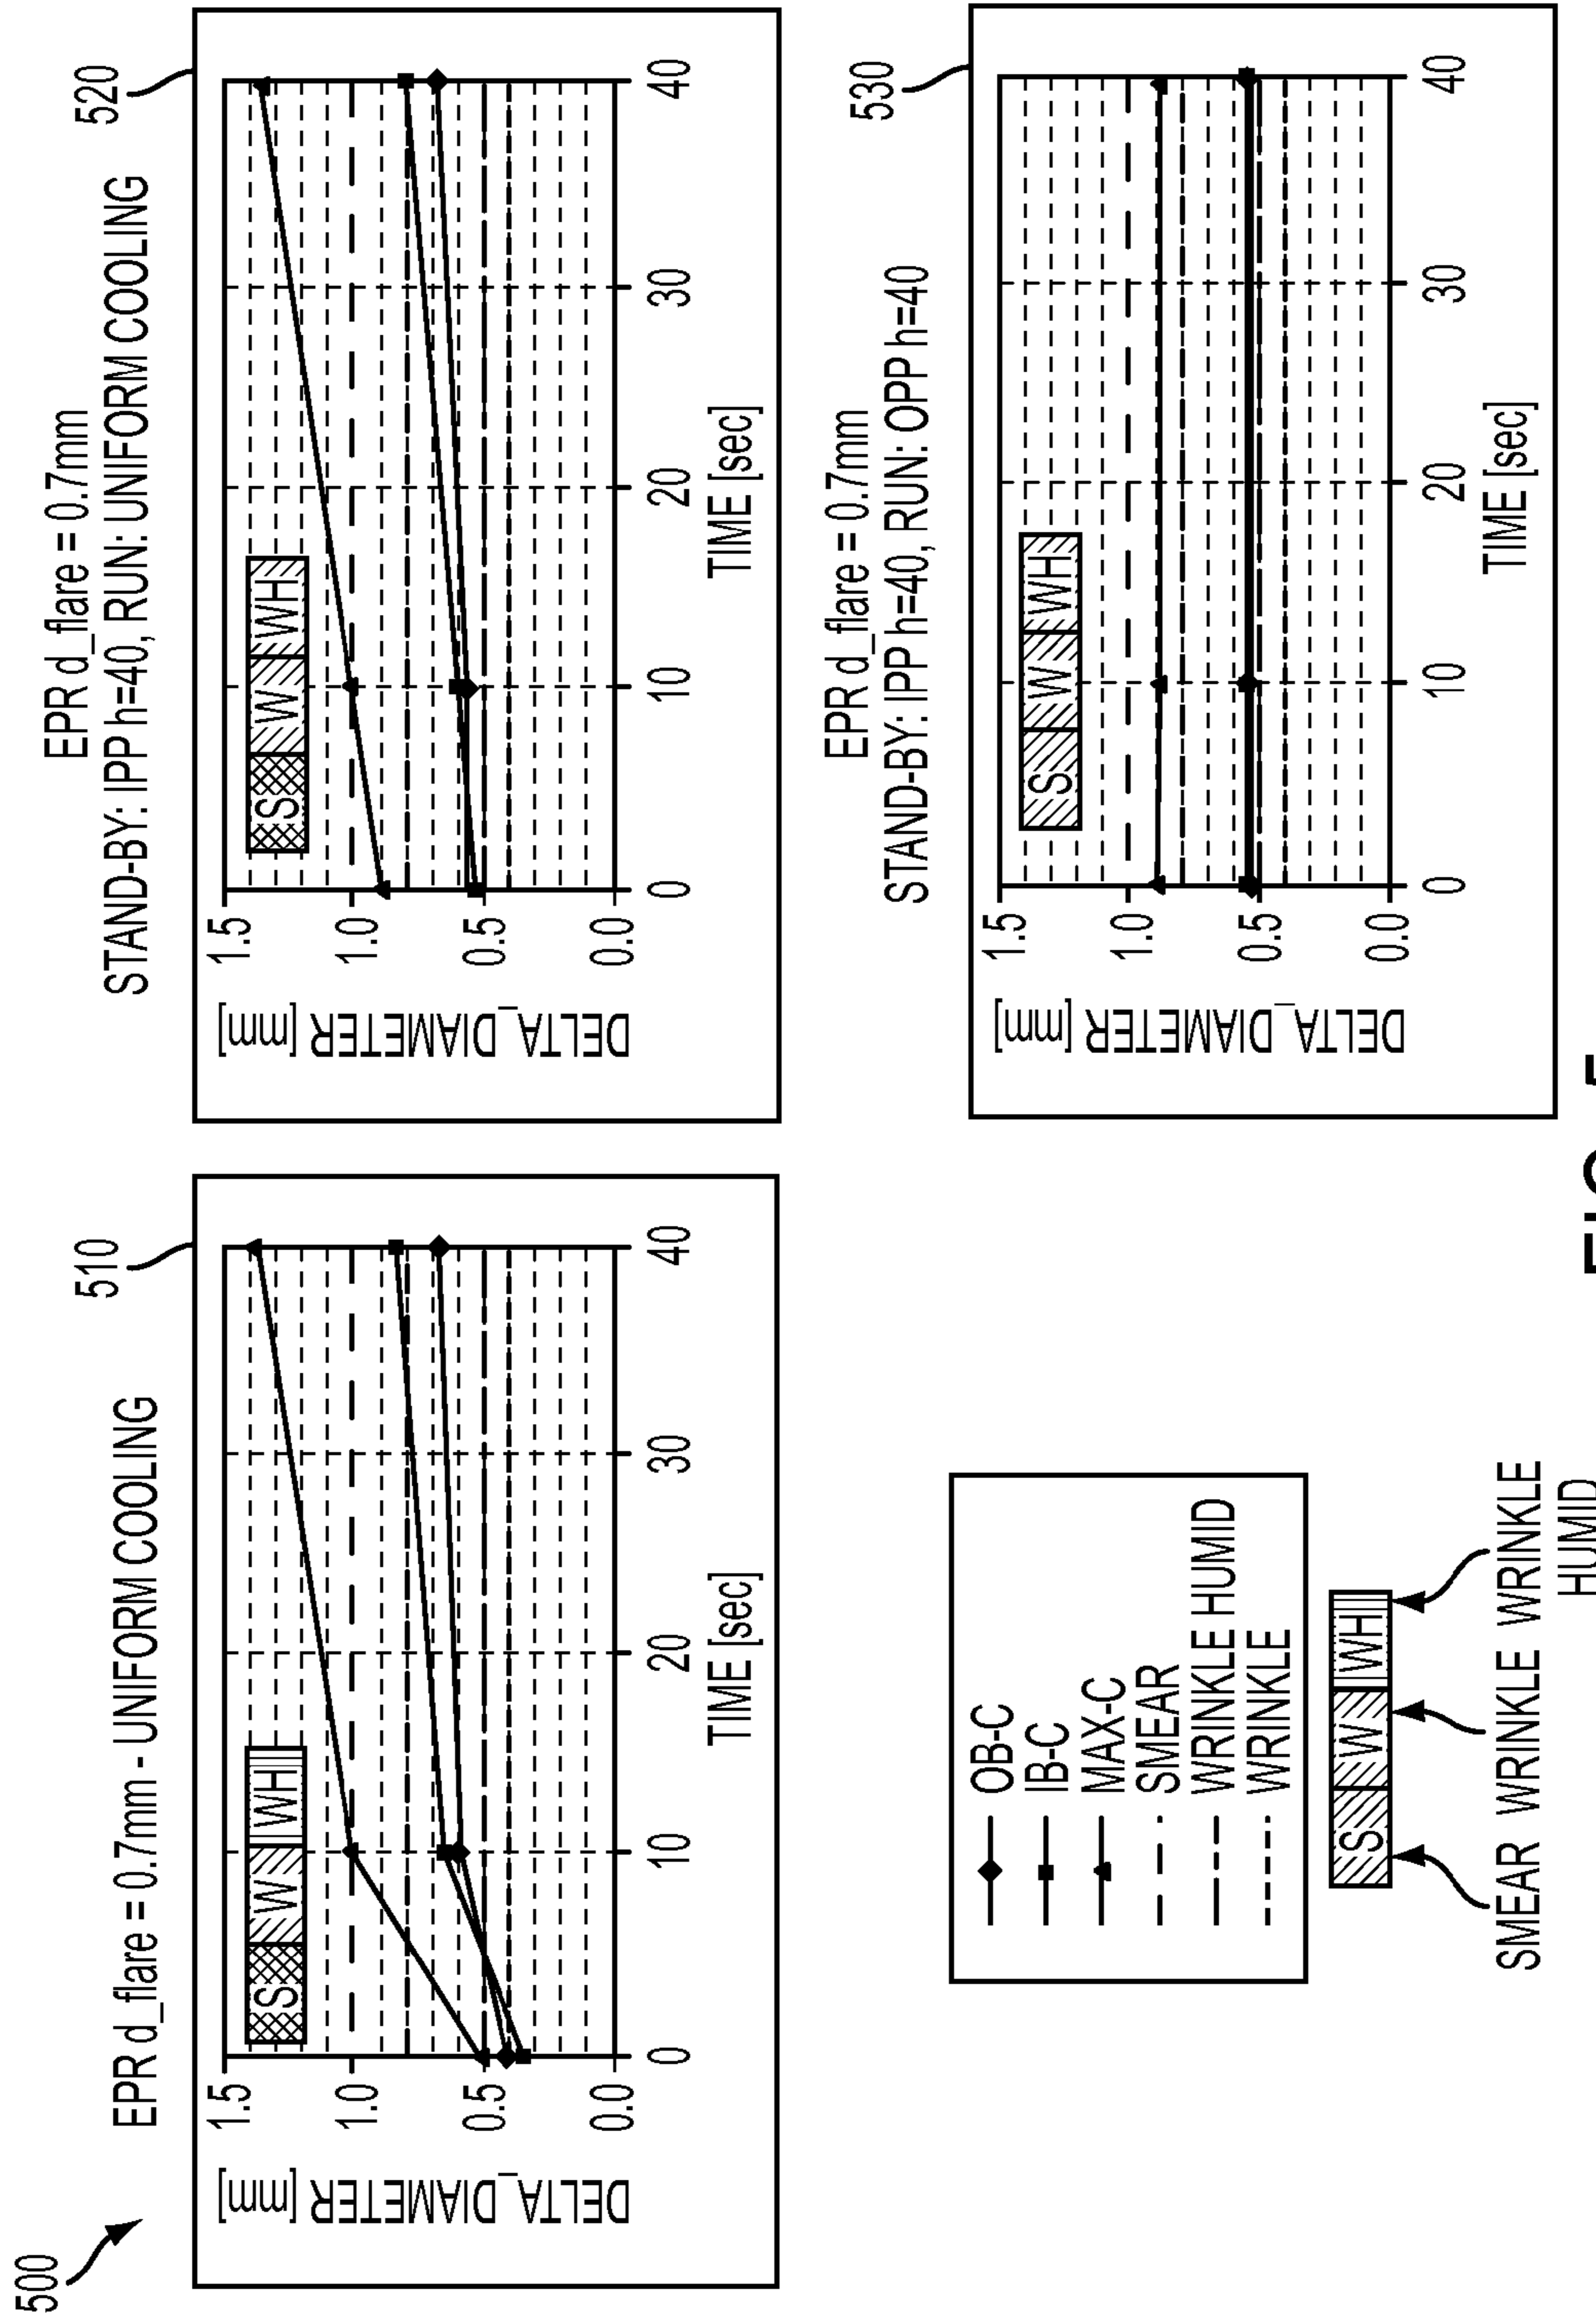 500
EPR d_flare = 0.7mm - UNIFORM COOLING
510
DELTA_DIAMETER [mm]
1.5
1.0
0.5
0.0
S W WH
0 10 20 30 40
TIME [sec]
EPR d_flare = 0.7mm
STAND-BY: IPP h=40, RUN: UNIFORM COOLING
520
DELTA_DIAMETER [mm]
1.5
1.0
0.5
0.0
S W WH
0 10 20 30 40
TIME [sec]
OB-C
IB-C
MAX-C
SMEAR
WRINKLE HUMID
WRINKLE
S W WH
SMEAR WRINKLE WRINKLE
HUMID
EPR d_flare = 0.7mm
STAND-BY: IPP h=40, RUN: OPP h=40
530
DELTA_DIAMETER [mm]
1.5
1.0
0.5
0.0
S W WH
0 10 20 30 40
TIME [sec]